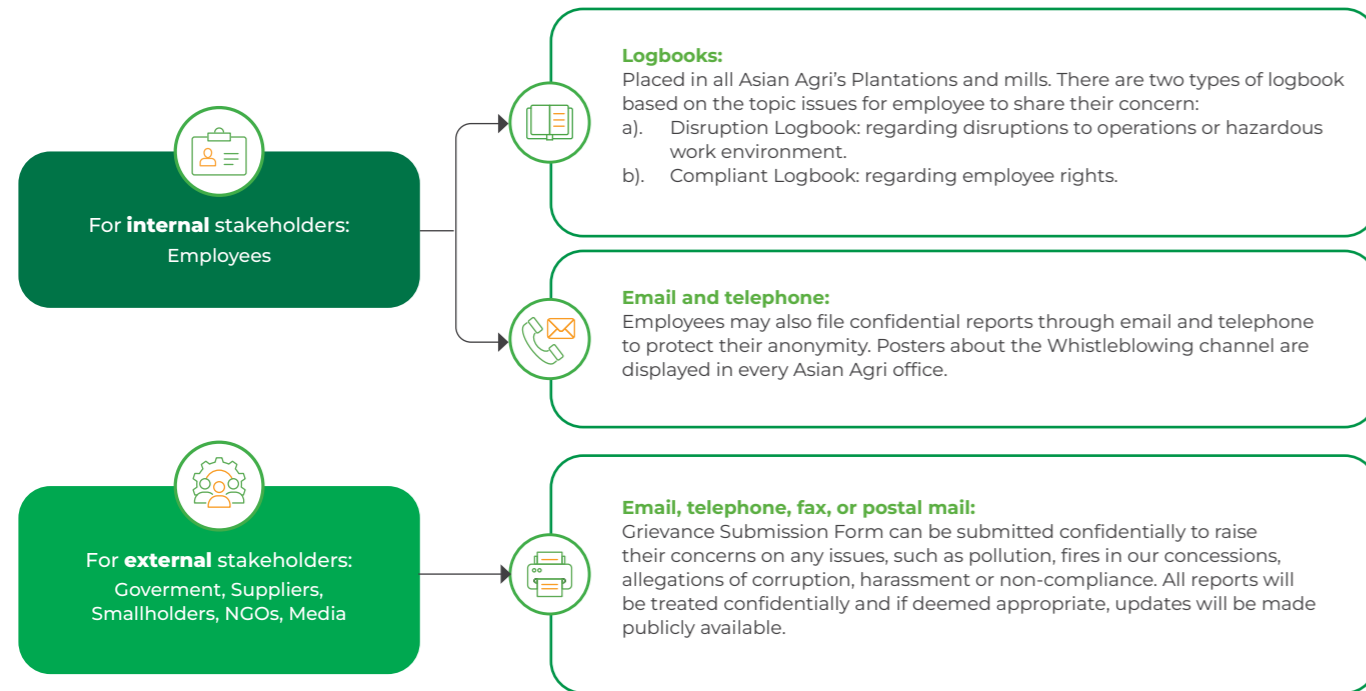 For internal stakeholders:
Employees
Logbooks:
Placed in all Asian Agri's Plantations and mills. There are two types of logbook
based on the topic issues for employee to share their concern:
a). Disruption Logbook: regarding disruptions to operations or hazardous
work environment.
b). Compliant Logbook: regarding employee rights.
Email and telephone:
Employees may also file confidential reports through email and telephone
to protect their anonymity. Posters about the Whistleblowing channel are
displayed in every Asian Agri office.
For external stakeholders:
Goverment, Suppliers,
Smallholders, NGOs, Media
Email, telephone, fax, or postal mail:
Grievance Submission Form can be submitted confidentially to raise
their concerns on any issues, such as pollution, fires in our concessions,
allegations of corruption, harassment or non-compliance. All reports will
be treated confidentially and if deemed appropriate, updates will be made
publicly available.